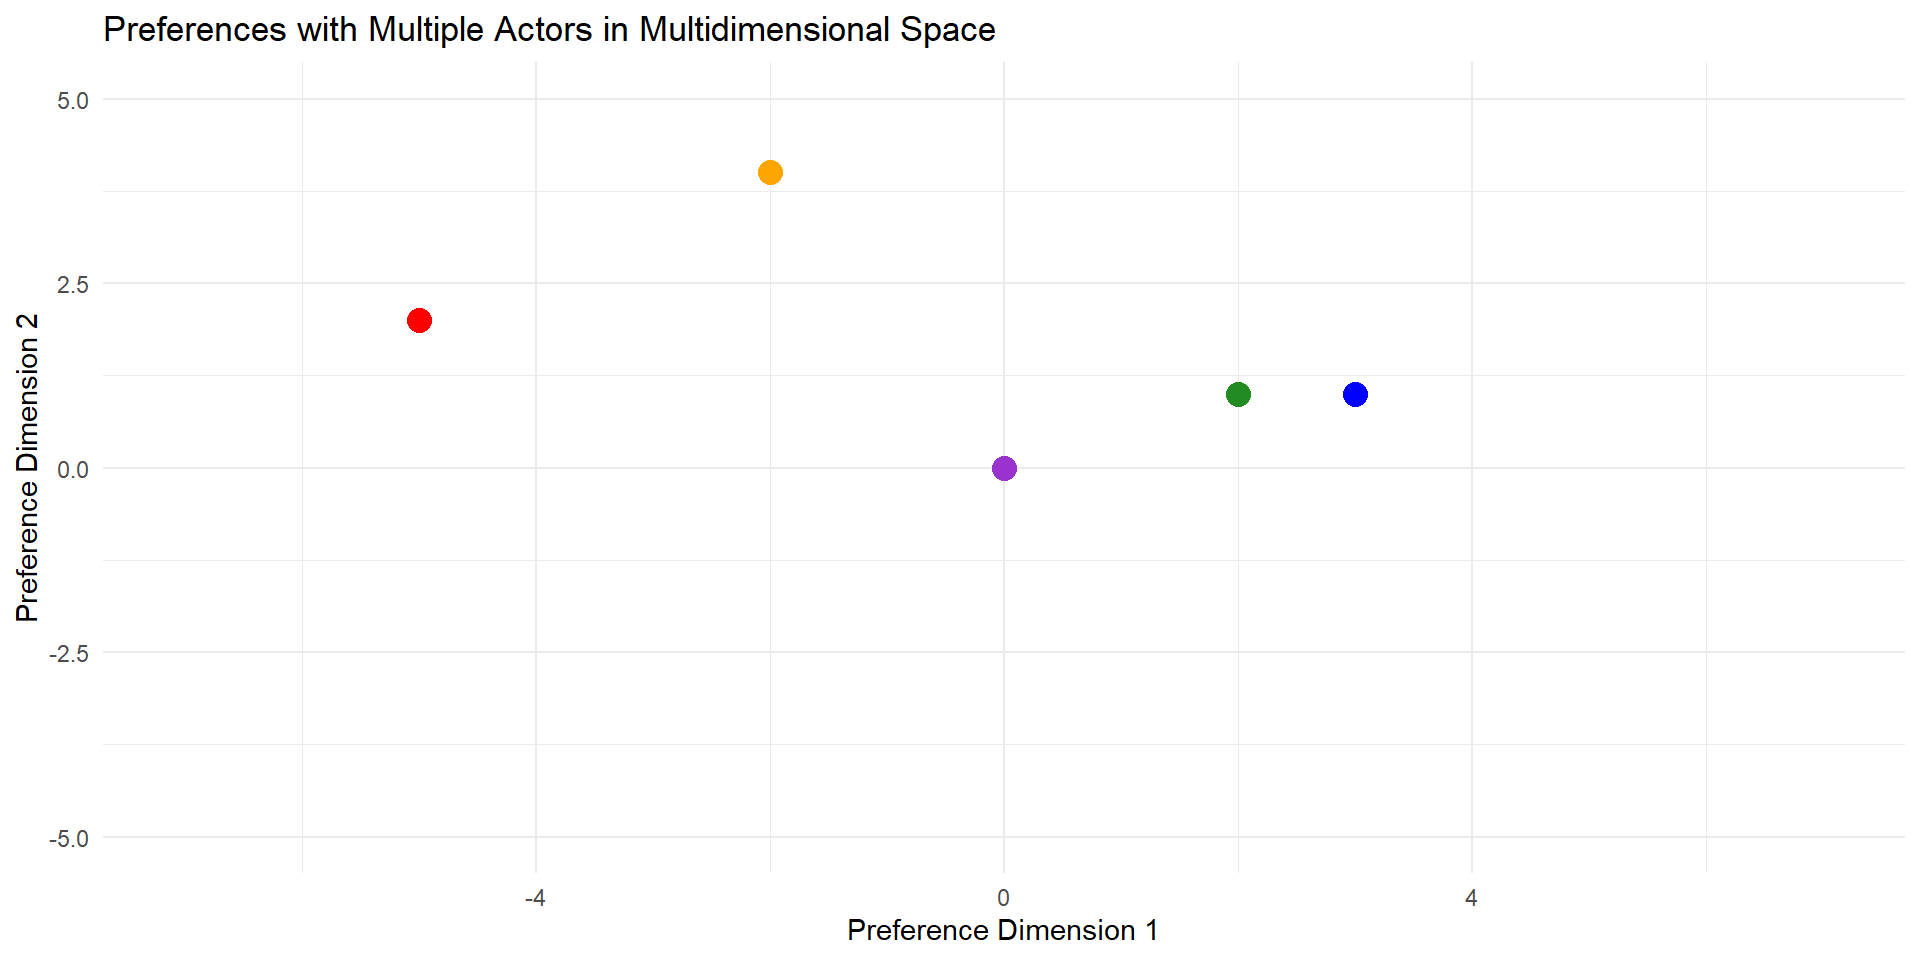 Preferences with Multiple Actors in Multidimensional Space
5.0
2.5
0.0
-2.5
-5.0
Preference Dimension 2
-4
0
4
Preference Dimension 1